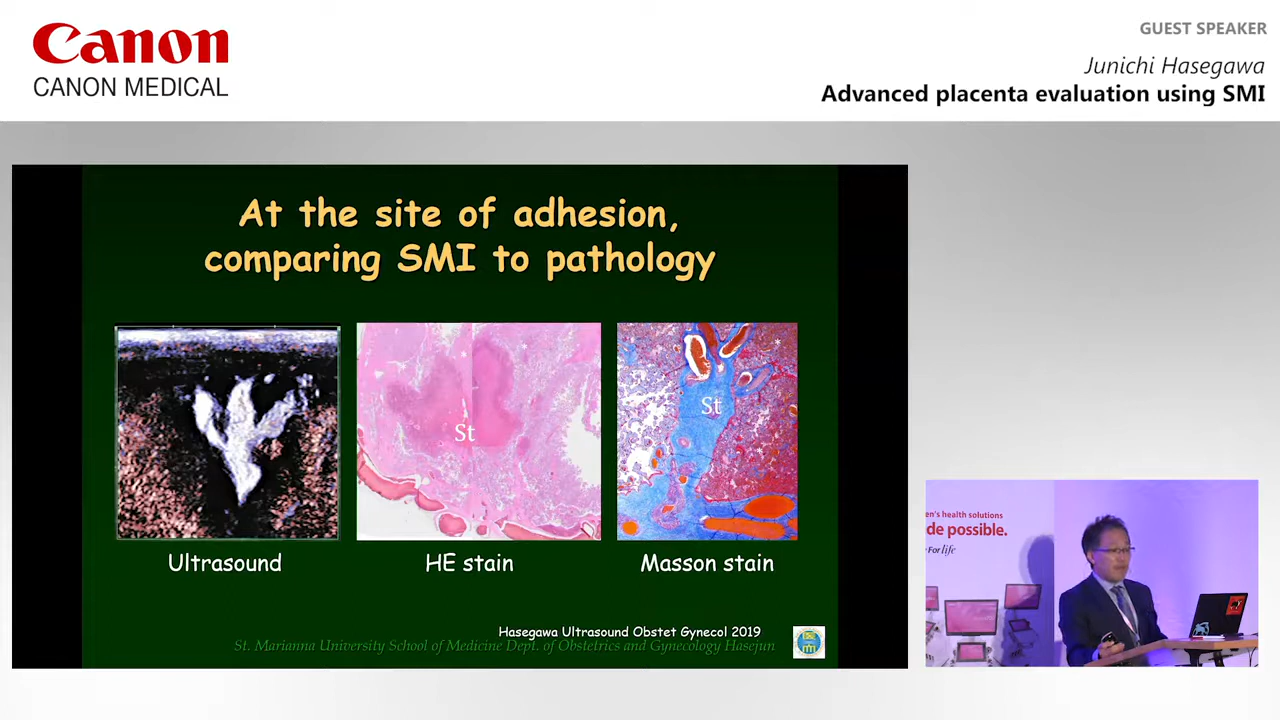 Canon
CANON MEDICAL
GUEST SPEAKER
Junichi Hasegawa
Advanced placenta evaluation using SMI
At the site of adhesion,
comparing SMI to pathology
St
St
Ultrasound
HE stain
Masson stain
Hasegawa Ultrasound Obstet Gynecol 2019
St. Marianna University School of Medicine Dept. of Obstetrics and Gynecology Hasejun
en's health solutions
de possible.
For life